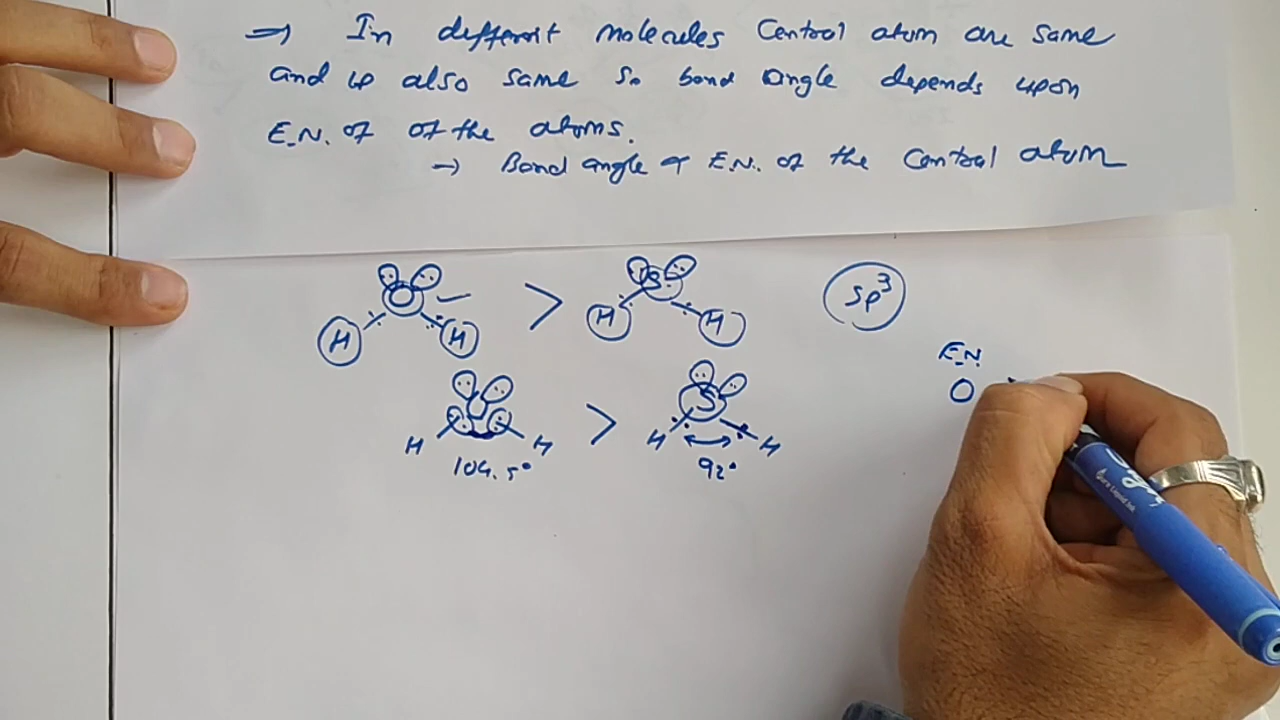 ⇒ In different molecules Central atom are same
and lp also same so bond angle depends upon
E.N. of of the atoms.
→ Bond angle ∝ E.N. of the Central atom
O > S sp³
H H H H
E.N.
O
O > S
H H H H
104.5° 92°